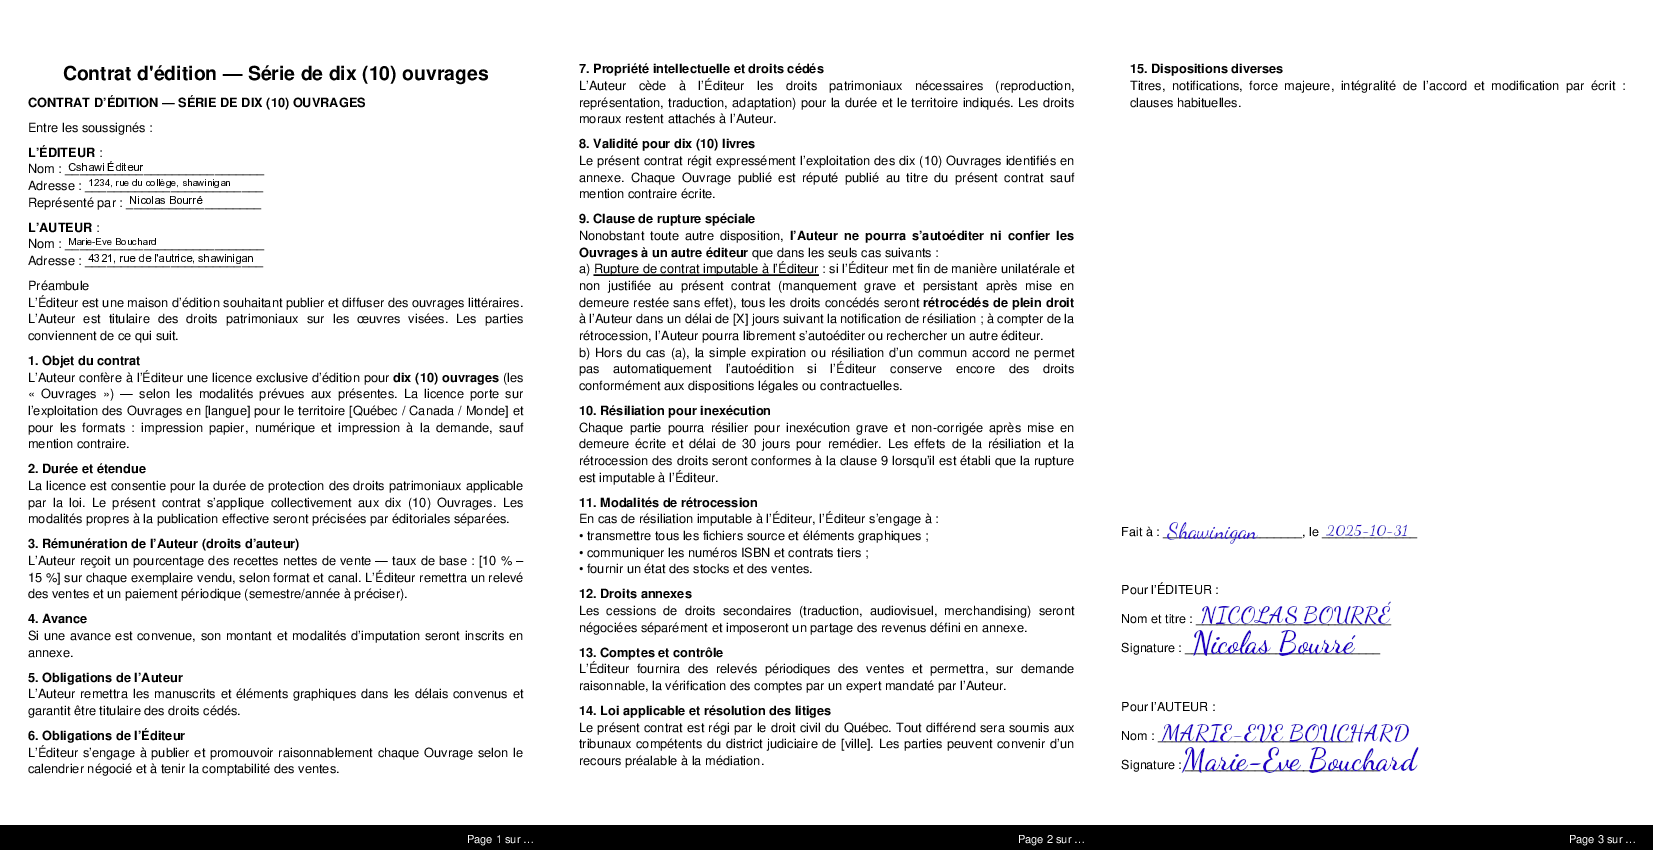 Contrat d'édition — Série de dix (10) ouvrages
CONTRAT D’ÉDITION — SÉRIE DE DIX (10) OUVRAGES
Entre les soussignés :
L’ÉDITEUR :
Nom : Cshawi Éditeur
Adresse : 1234, rue du collège, shawinigan
Représenté par : Nicolas Bourré
L’AUTEUR :
Nom : Marie-Eve Bouchard
Adresse : 4321, rue de l'autrice, shawinigan
Préambule
L’Éditeur est une maison d’édition souhaitant publier et diffuser des ouvrages littéraires.
L’Auteur est titulaire des droits patrimoniaux sur les œuvres visées. Les parties
conviennent de ce qui suit.
1. Objet du contrat
L’Auteur confère à l’Éditeur une licence exclusive d’édition pour dix (10) ouvrages (les
« Ouvrages ») — selon les modalités prévues aux présentes. La licence porte sur
l’exploitation des Ouvrages en [langue] pour le territoire [Québec / Canada / Monde] et
pour les formats : impression papier, numérique et impression à la demande, sauf
mention contraire.
2. Durée et étendue
La licence est consentie pour la durée de protection des droits patrimoniaux applicable
par la loi. Le présent contrat s’applique collectivement aux dix (10) Ouvrages. Les
modalités propres à la publication effective seront précisées par éditoriales séparées.
3. Rémunération de l’Auteur (droits d’auteur)
L’Auteur reçoit un pourcentage des recettes nettes de vente — taux de base : [10 % –
15 %] sur chaque exemplaire vendu, selon format et canal. L’Éditeur remettra un relevé
des ventes et un paiement périodique (semestre/année à préciser).
4. Avance
Si une avance est convenue, son montant et modalités d’imputation seront inscrits en
annexe.
5. Obligations de l’Auteur
L’Auteur remettra les manuscrits et éléments graphiques dans les délais convenus et
garantit être titulaire des droits cédés.
6. Obligations de l’Éditeur
L’Éditeur s’engage à publier et promouvoir raisonnablement chaque Ouvrage selon le
calendrier négocié et à tenir la comptabilité des ventes.
Page 1 sur ...
7. Propriété intellectuelle et droits cédés
L’Auteur cède à l’Éditeur les droits patrimoniaux nécessaires (reproduction,
représentation, traduction, adaptation) pour la durée et le territoire indiqués. Les droits
moraux restent attachés à l’Auteur.
8. Validité pour dix (10) livres
Le présent contrat régit expressément l’exploitation des dix (10) Ouvrages identifiés en
annexe. Chaque Ouvrage publié est réputé publié au titre du présent contrat sauf
mention contraire écrite.
9. Clause de rupture spéciale
Nonobstant toute autre disposition, l’Auteur ne pourra s’autoéditer ni confier les
Ouvrages à un autre éditeur que dans les seuls cas suivants :
a) Rupture de contrat imputable à l’Éditeur : si l’Éditeur met fin de manière unilatérale et
non justifiée au présent contrat (manquement grave et persistant après mise en
demeure restée sans effet), tous les droits concédés seront rétrocédés de plein droit
à l’Auteur dans un délai de [X] jours suivant la notification de résiliation ; à compter de la
rétrocession, l’Auteur pourra librement s’autoéditer ou rechercher un autre éditeur.
b) Hors du cas (a), la simple expiration ou résiliation d’un commun accord ne permet
pas automatiquement l’autoédition si l’Éditeur conserve encore des droits
conformément aux dispositions légales ou contractuelles.
10. Résiliation pour inexécution
Chaque partie pourra résilier pour inexécution grave et non-corrigée après mise en
demeure écrite et délai de 30 jours pour remédier. Les effets de la résiliation et la
rétrocession des droits seront conformes à la clause 9 lorsqu’il est établi que la rupture
est imputable à l’Éditeur.
11. Modalités de rétrocession
En cas de résiliation imputable à l’Éditeur, l’Éditeur s’engage à :
• transmettre tous les fichiers source et éléments graphiques ;
• communiquer les numéros ISBN et contrats tiers ;
• fournir un état des stocks et des ventes.
12. Droits annexes
Les cessions de droits secondaires (traduction, audiovisuel, merchandising) seront
négociées séparément et imposeront un partage des revenus défini en annexe.
13. Comptes et contrôle
L’Éditeur fournira des relevés périodiques des ventes et permettra, sur demande
raisonnable, la vérification des comptes par un expert mandaté par l’Auteur.
14. Loi applicable et résolution des litiges
Le présent contrat est régi par le droit civil du Québec. Tout différend sera soumis aux
tribunaux compétents du district judiciaire de [ville]. Les parties peuvent convenir d’un
recours préalable à la médiation.
Page 2 sur ...
15. Dispositions diverses
Titres, notifications, force majeure, intégralité de l’accord et modification par écrit :
clauses habituelles.
Fait à : Shawinigan, le 2025-10-31
Pour l’ÉDITEUR :
Nom et titre : NICOLAS BOURRÉ
Signature : Nicolas Bourré
Pour l’AUTEUR :
Nom : MARIE-EVE BOUCHARD
Signature : Marie-Eve Bouchard
Page 3 sur ...